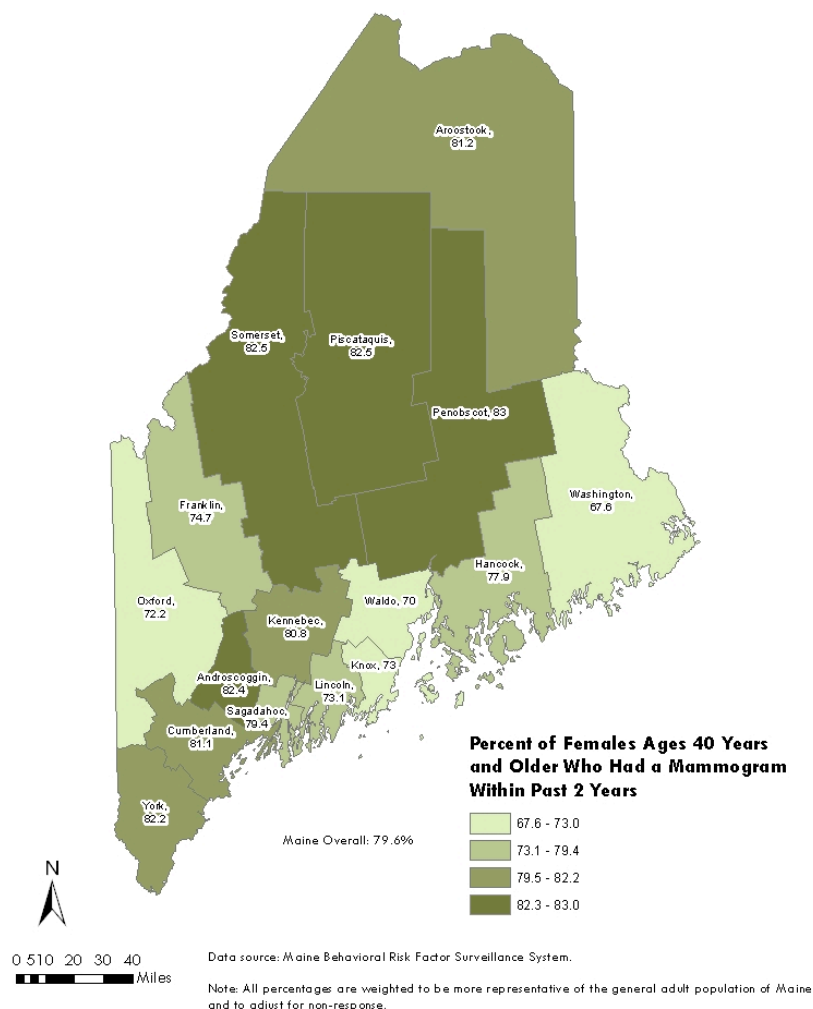 Aroostook,
81.2
Somerset,
82.5
Piscataquis,
82.5
Penobscot, 83
Washington,
67.6
Franklin,
74.7
Hancock,
77.9
Oxford,
72.2
Waldo, 70
Kennebec,
80.8
Knox, 73
Androscoggin,
82.4
Lincoln,
73.1
Sagadahoc,
79.4
Cumberland,
81.1
York,
82.2
Percent of Females Ages 40 Years
and Older Who Had a Mammogram
Within Past 2 Years
67.6 - 73.0
73.1 - 79.4
79.5 - 82.2
82.3 - 83.0
Maine Overall: 79.6%
N
0 5 10 20 30 40
Miles
Data source: Maine Behavioral Risk Factor Surveillance System.
Note: All percentages are weighted to be more representative of the general adult population of Maine
and to adjust for non-response.